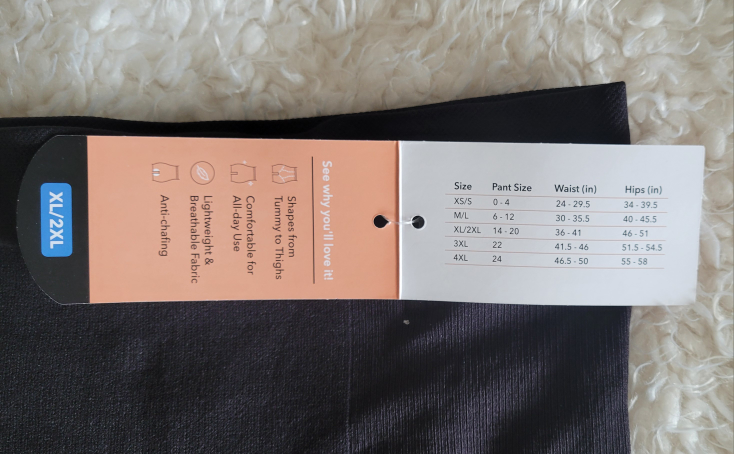 XL/2XL
See why you'll love it!
Shapes from
Tummy to Thighs
Comfortable for
All-day Use
Lightweight &
Breathable Fabric
Anti-chafing
Size Pant Size Waist (in) Hips (in)
XS/S 0 - 4 24 - 29.5 34 - 39.5
M/L 6 - 12 30 - 35.5 40 - 45.5
XL/2XL 14 - 20 36 - 41 46 - 51
3XL 22 41.5 - 46 51.5 - 54.5
4XL 24 46.5 - 50 55 - 58